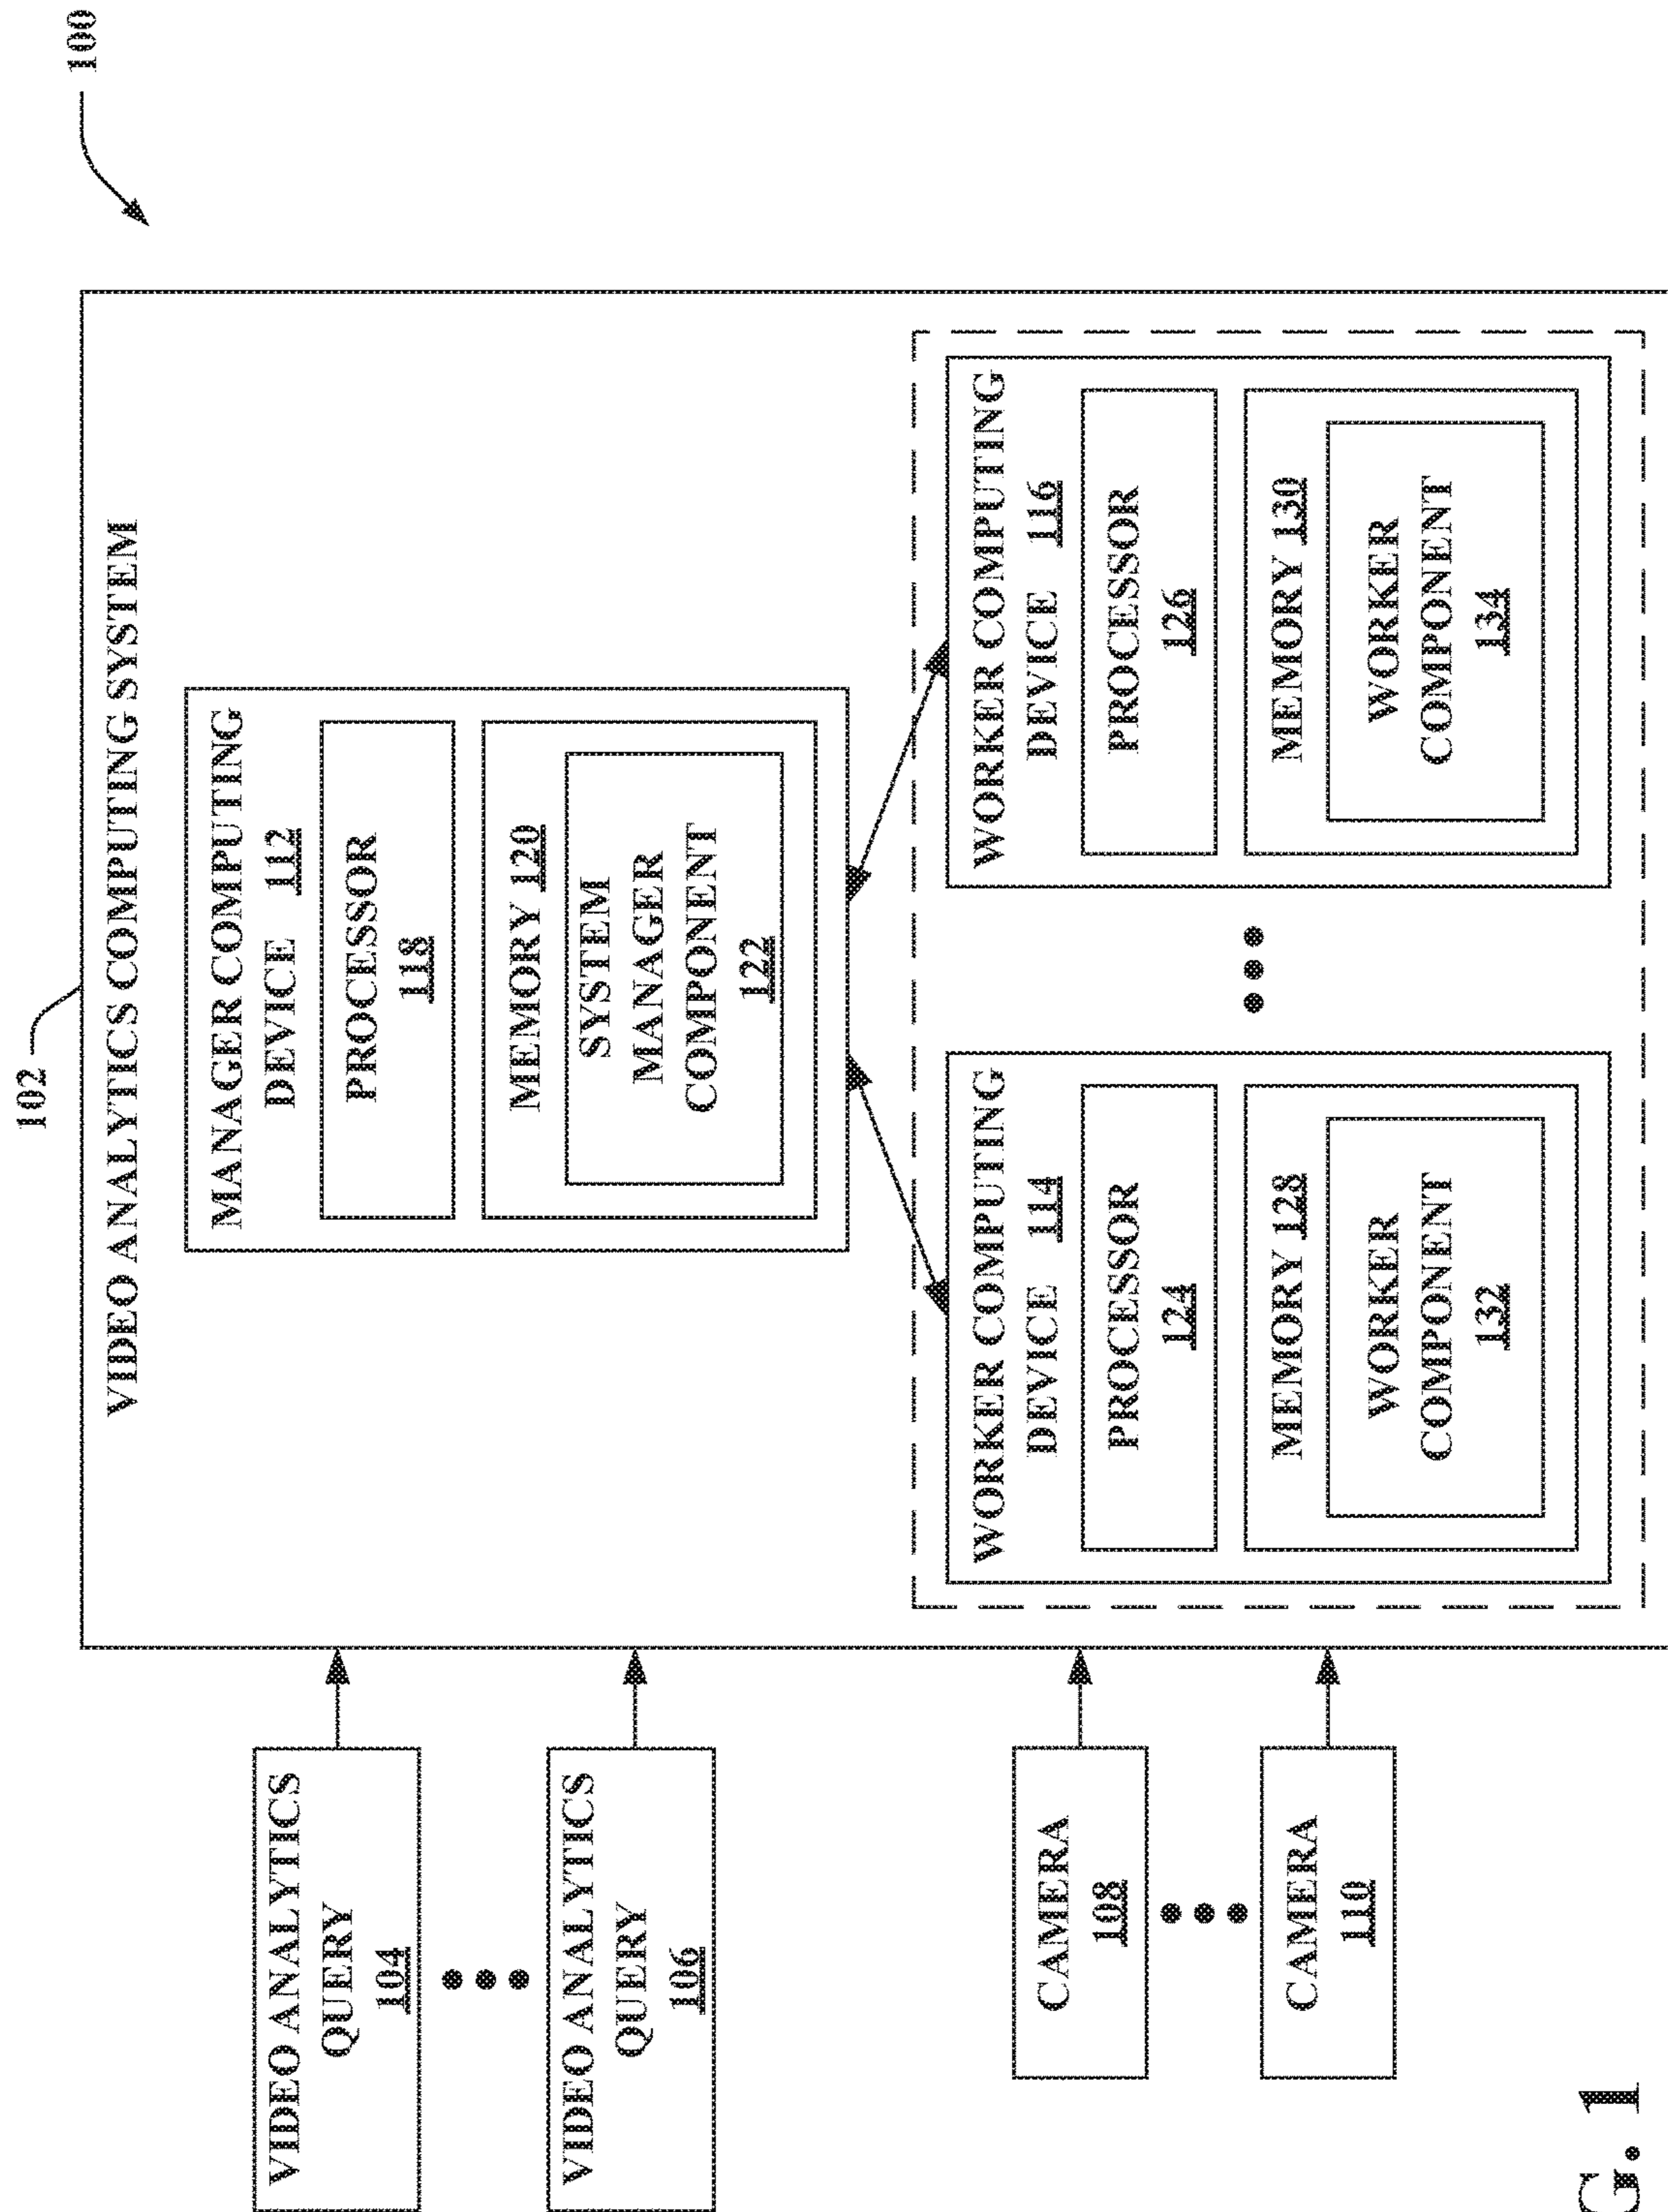 100
102
VIDEO ANALYTICS COMPUTING SYSTEM
VIDEO ANALYTICS
QUERY
104
VIDEO ANALYTICS
QUERY
106
MANAGER COMPUTING
DEVICE 112
PROCESSOR
118
MEMORY 120
SYSTEM
MANAGER
COMPONENT
122
CAMERA
108
CAMERA
110
WORKER COMPUTING
DEVICE 114
PROCESSOR
124
MEMORY 128
WORKER
COMPONENT
132
WORKER COMPUTING
DEVICE 116
PROCESSOR
126
MEMORY 130
WORKER
COMPONENT
134
G. 1